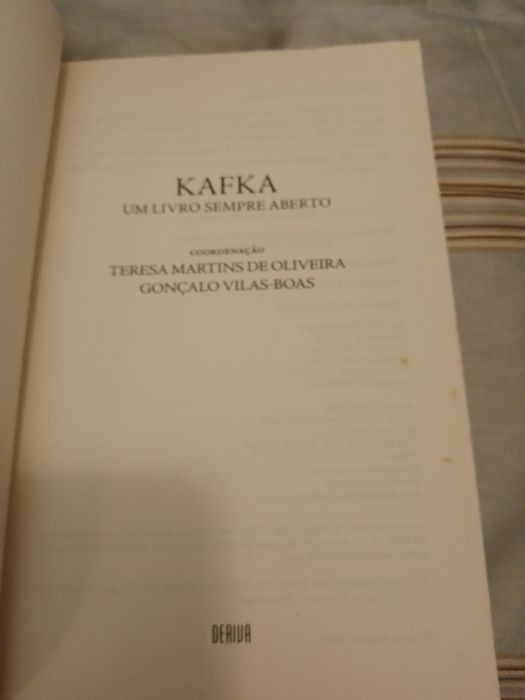 KAFKA
UM LIVRO SEMPRE ABERTO
COORDENAÇÃO
TERESA MARTINS DE OLIVEIRA
GONÇALO VILAS-BOAS
DERIVA